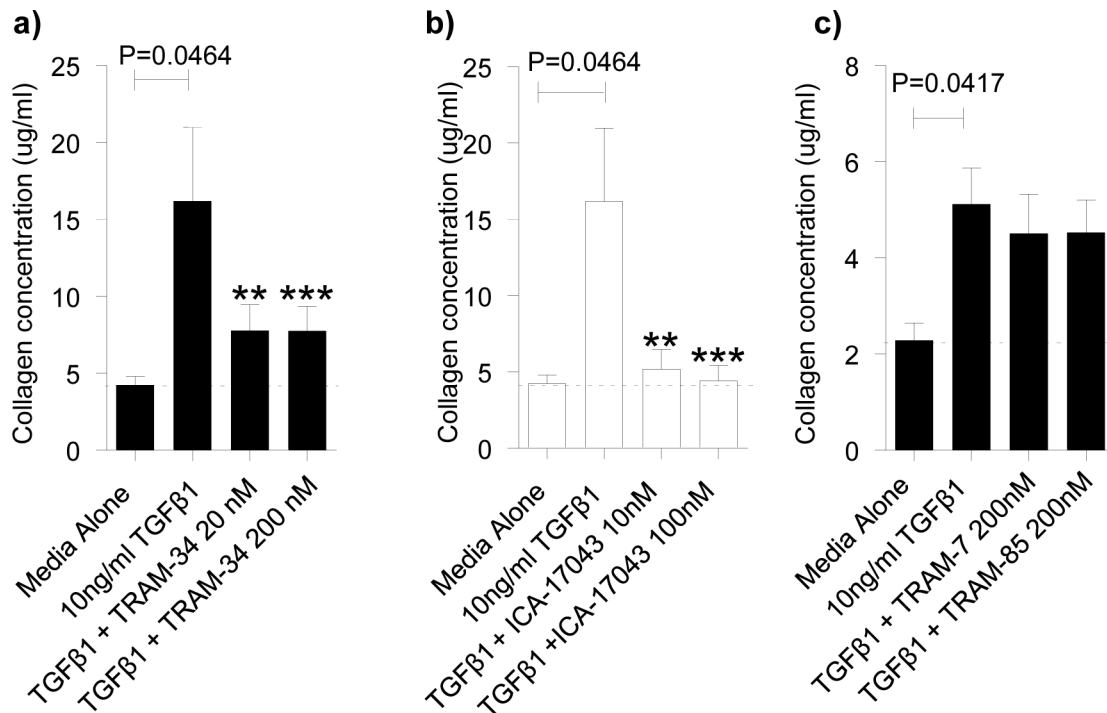 a)
P=0.0464
Collagen concentration (ug/ml)
25
20
15
10
5
0
**
***
Media Alone
10ng/ml TGFβ1
TGFβ1 + TRAM-34 20 nM
TGFβ1 + TRAM-34 200 nM
b)
P=0.0464
Collagen concentration (ug/ml)
25
20
15
10
5
0
**
***
Media Alone
10ng/ml TGFβ1
TGFβ1 + ICA-17043 10nM
TGFβ1 +ICA-17043 100nM
c)
P=0.0417
Collagen concentration (ug/ml)
8
6
4
2
0
Media Alone
10ng/ml TGFβ1
TGFβ1 + TRAM-7 200nM
TGFβ1 + TRAM-85 200nM